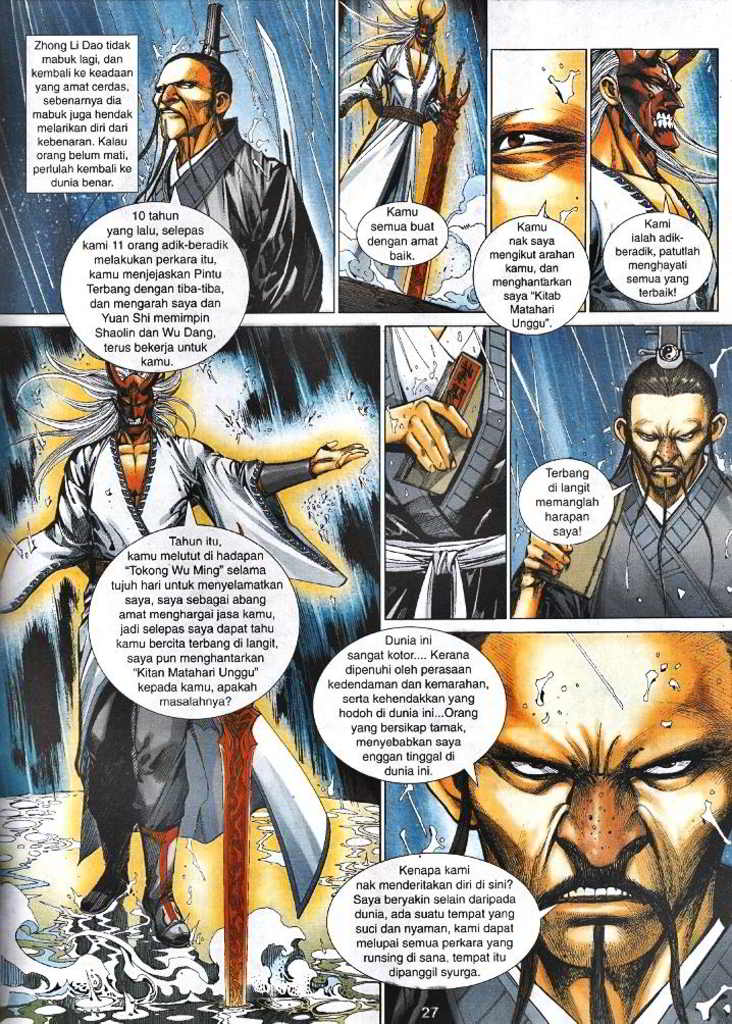 Zhong Li Dao tidak
mabuk lagi, dan
kembali ke keadaan
yang amat cerdas,
sebenarnya dia
mabuk juga hendak
melarikan diri dari
kebenaran. Kalau
orang belum mati,
perlulah kembali ke
dunia benar.
10 tahun
yang lalu, selepas
kami 11 orang adik-beradik
melakukan perkara itu,
kamu menjejaskan Pintu
Terbang dengan tiba-tiba,
dan mengarah saya dan
Yuan Shi memimpin
Shaolin dan Wu Dang,
terus bekerja untuk
kamu.
Kamu
semua buat
dengan amat
baik.
Kamu
nak saya
mengikut arahan
kamu, dan
menghantarkan
saya "Kitab
Matahari
Unggu".
Kami
ialah adik-
beradik, patutlah
menghayati
semua yang
terbaik!
Tahun itu,
kamu melutut di hadapan
"Tokong Wu Ming" selama
tujuh hari untuk menyelamatkan
saya, saya sebagai abang
amat menghargai jasa kamu,
jadi selepas saya dapat tahu
kamu bercita terbang di langit,
saya pun menghantarkan
"Kitan Matahari Unggu"
kepada kamu, apakah
masalahnya?
Terbang
di langit
memanglah
harapan
saya!
Dunia ini
sangat kotor.... Kerana
dipenuhi oleh perasaan
kedendaman dan kemarahan,
serta kehendakkan yang
hodoh di dunia ini...Orang
yang bersikap tamak,
menyebabkan saya
enggan tinggal di
dunia ini.
Kenapa kami
nak menderitakan diri di sini?
Saya beryakin selain daripada
dunia, ada suatu tempat yang
suci dan nyaman, kami dapat
melupai semua perkara yang
runsing di sana, tempat itu
dipanggil syurga.
27